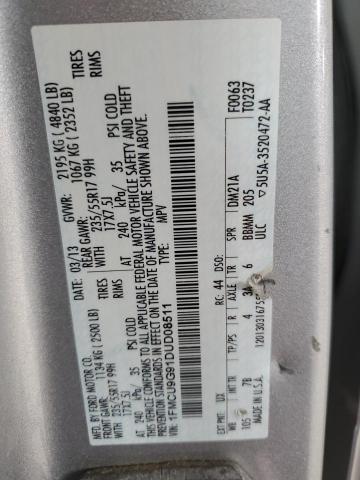 MFD. BY FORD MOTOR CO.
03/13 GVWR: 2195 KG ( 4840 LB)
FRONT GAWR: 1134 KG ( 2500 LB) REAR GAWR: 1067 KG ( 2352 LB)
WITH 235/55R17 99H TIRES WITH 235/55R17 99H TIRES
17X7.5J RIMS 17X7.5J RIMS
AT 240 kPa/ 35 PSI COLD AT 240 kPa/ 35 PSI COLD
THIS VEHICLE CONFORMS TO ALL APPLICABLE FEDERAL MOTOR VEHICLE SAFETY AND THEFT
PREVENTION STANDARDS IN EFFECT ON THE DATE OF MANUFACTURE SHOWN ABOVE.
VIN: 1FMCU9G91DUD08511
TYPE: MPV
F0063
T0237
EXT PNT: UX RC: 44 DSO: DM21A
WB INT TR TP/PS R AXLE TR SPR
105 7B 4 6 BBMM 205
ULC
5U5A-3520472-AA
MADE IN U.S.A.